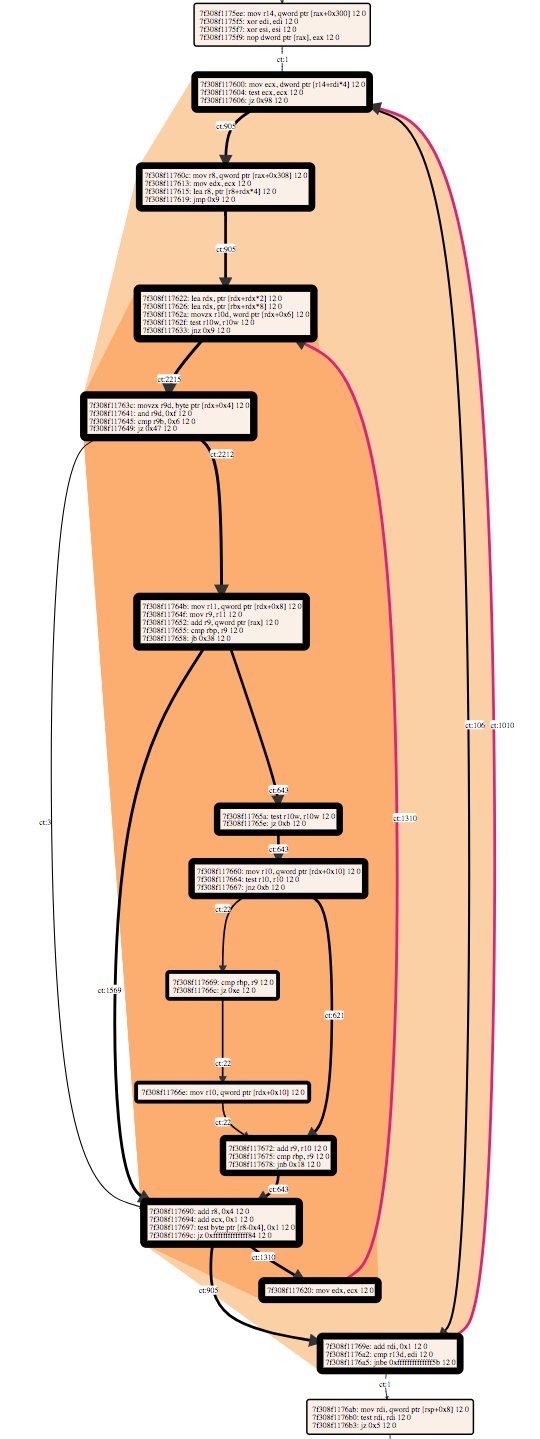 7f308f1175ee: mov r14, qword ptr [rax+0x300] 12 0
7f308f1175f5: xor edi, edi 12 0
7f308f1175f7: xor esi, esi 12 0
7f308f1175f9: nop dword ptr [rax], eax 12 0
ct:1
7f308f117600: mov ecx, dword ptr [r14+rdi*4] 12 0
7f308f117604: test ecx, ecx 12 0
7f308f117606: jz 0x98 12 0
ct:905
7f308f11760c: mov r8, qword ptr [rax+0x308] 12 0
7f308f117613: mov edx, ecx 12 0
7f308f117615: lea r8, ptr [r8+rdx*4] 12 0
7f308f117619: jmp 0x9 12 0
ct:905
7f308f117622: lea rdx, ptr [rdx+rdx*2] 12 0
7f308f117626: lea rdx, ptr [rbx+rdx*8] 12 0
7f308f11762a: movzx r10d, word ptr [rdx+0x6] 12 0
7f308f11762f: test r10w, r10w 12 0
7f308f117633: jnz 0x9 12 0
ct:2215
7f308f11763c: movzx r9d, byte ptr [rdx+0x4] 12 0
7f308f117641: and r9d, 0xf 12 0
7f308f117645: cmp r9b, 0x6 12 0
7f308f117649: jz 0x47 12 0
ct:2212
7f308f11764b: mov r11, qword ptr [rdx+0x8] 12 0
7f308f11764f: mov r9, r11 12 0
7f308f117652: add r9, qword ptr [rax] 12 0
7f308f117655: cmp rbp, r9 12 0
7f308f117658: jb 0x38 12 0
ct:106
ct:1010
ct:643
7f308f11765a: test r10w, r10w 12 0
7f308f11765e: jz 0xb 12 0
ct:3
ct:1310
ct:643
7f308f117660: mov r10, qword ptr [rdx+0x10] 12 0
7f308f117664: test r10, r10 12 0
7f308f117667: jnz 0xb 12 0
ct:22
7f308f117669: cmp rbp, r9 12 0
7f308f11766c: jz 0xe 12 0
ct:1569
ct:621
ct:22
7f308f11766e: mov r10, qword ptr [rdx+0x10] 12 0
ct:22
7f308f117672: add r9, r10 12 0
7f308f117675: cmp rbp, r9 12 0
7f308f117678: jnb 0x18 12 0
ct:643
7f308f117690: add r8, 0x4 12 0
7f308f117694: add ecx, 0x1 12 0
7f308f117697: test byte ptr [r8-0x4], 0x1 12 0
7f308f11769c: jz 0xffffffffffffff84 12 0
ct:1310
ct:905
7f308f117620: mov edx, ecx 12 0
7f308f11769e: add rdi, 0x1 12 0
7f308f1176a2: cmp r13d, edi 12 0
7f308f1176a5: jnbe 0xffffffffffffff5b 12 0
ct:1
7f308f1176ab: mov rdi, qword ptr [rsp+0x8] 12 0
7f308f1176b0: test rdi, rdi 12 0
7f308f1176b3: jz 0x5 12 0